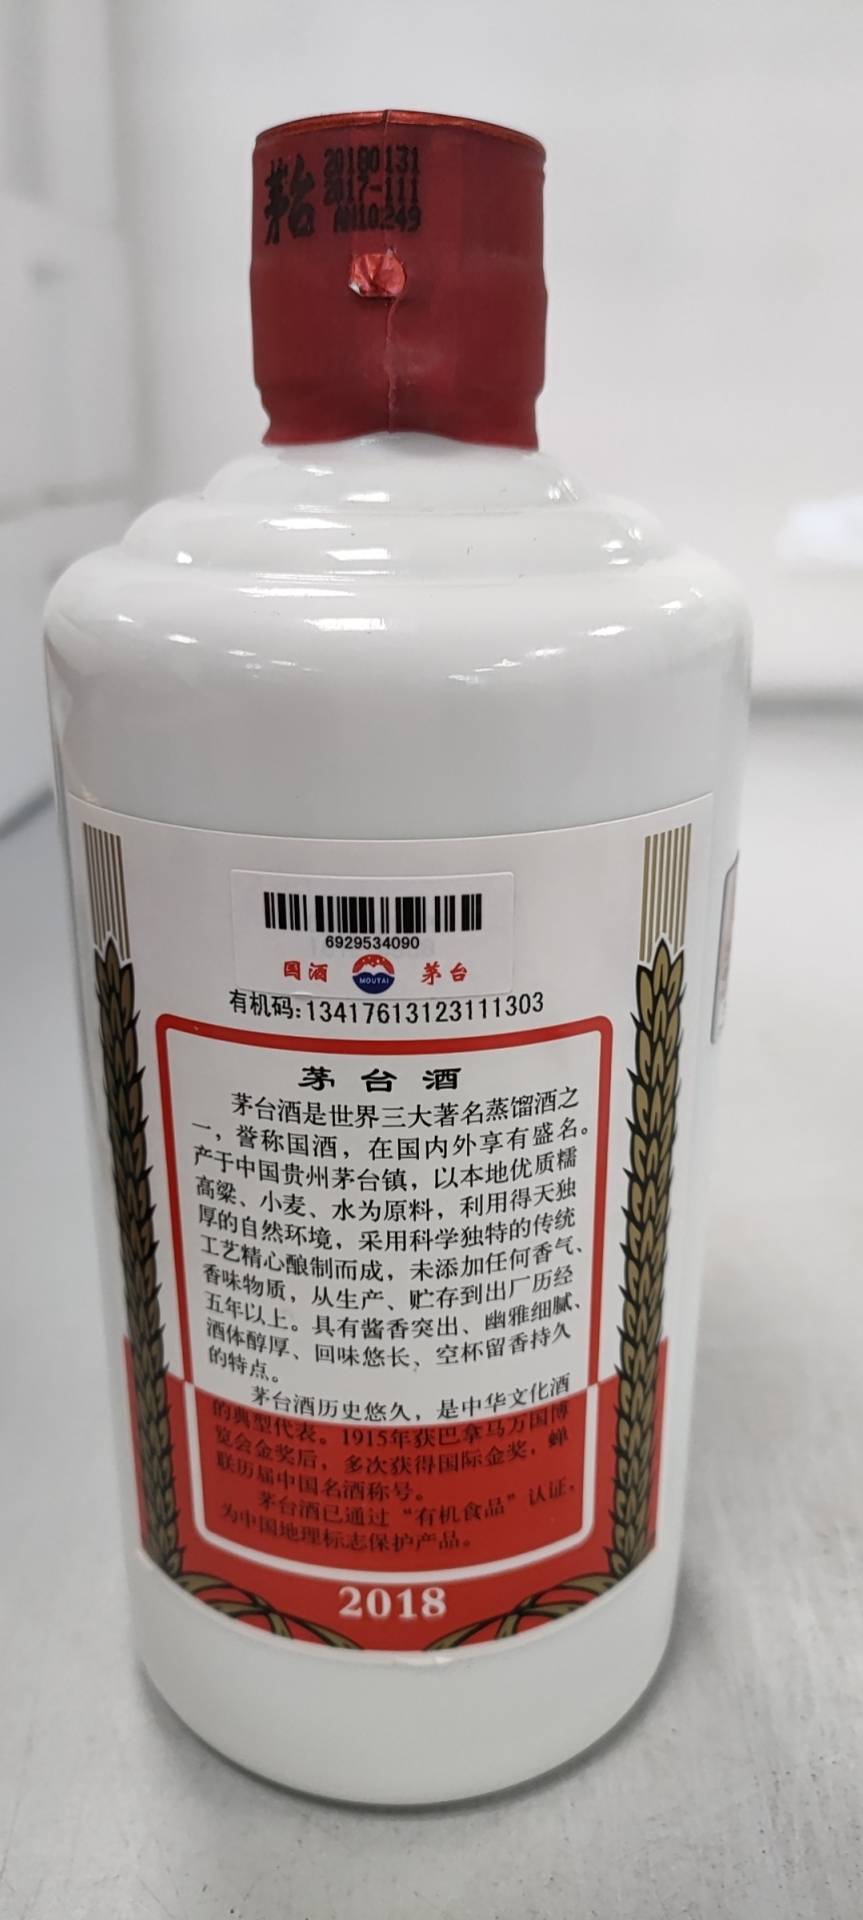 茅台
20180131
2017-111
AN10249
6929534090
国酒
MOUTAI
茅台
有机码:13417613123111303
茅台酒
茅台酒是世界三大著名蒸馏酒之
一，誉称国酒，在国内外享有盛名。
产于中国贵州茅台镇，以本地优质糯
高粱、小麦、水为原料，利用得天独
厚的自然环境，采用科学独特的传统
工艺精心酿制而成，未添加任何香气、
香味物质，从生产、贮存到出厂历经
五年以上。具有酱香突出、幽雅细腻、
酒体醇厚、回味悠长、空杯留香持久
的特点。
茅台酒历史悠久，是中华文化酒
的典型代表。1915年获巴拿马万国博
览会金奖后，多次获得国际金奖，蝉
联历届中国名酒称号。
茅台酒已通过“有机食品”认证，
为中国地理标志保护产品。
2018